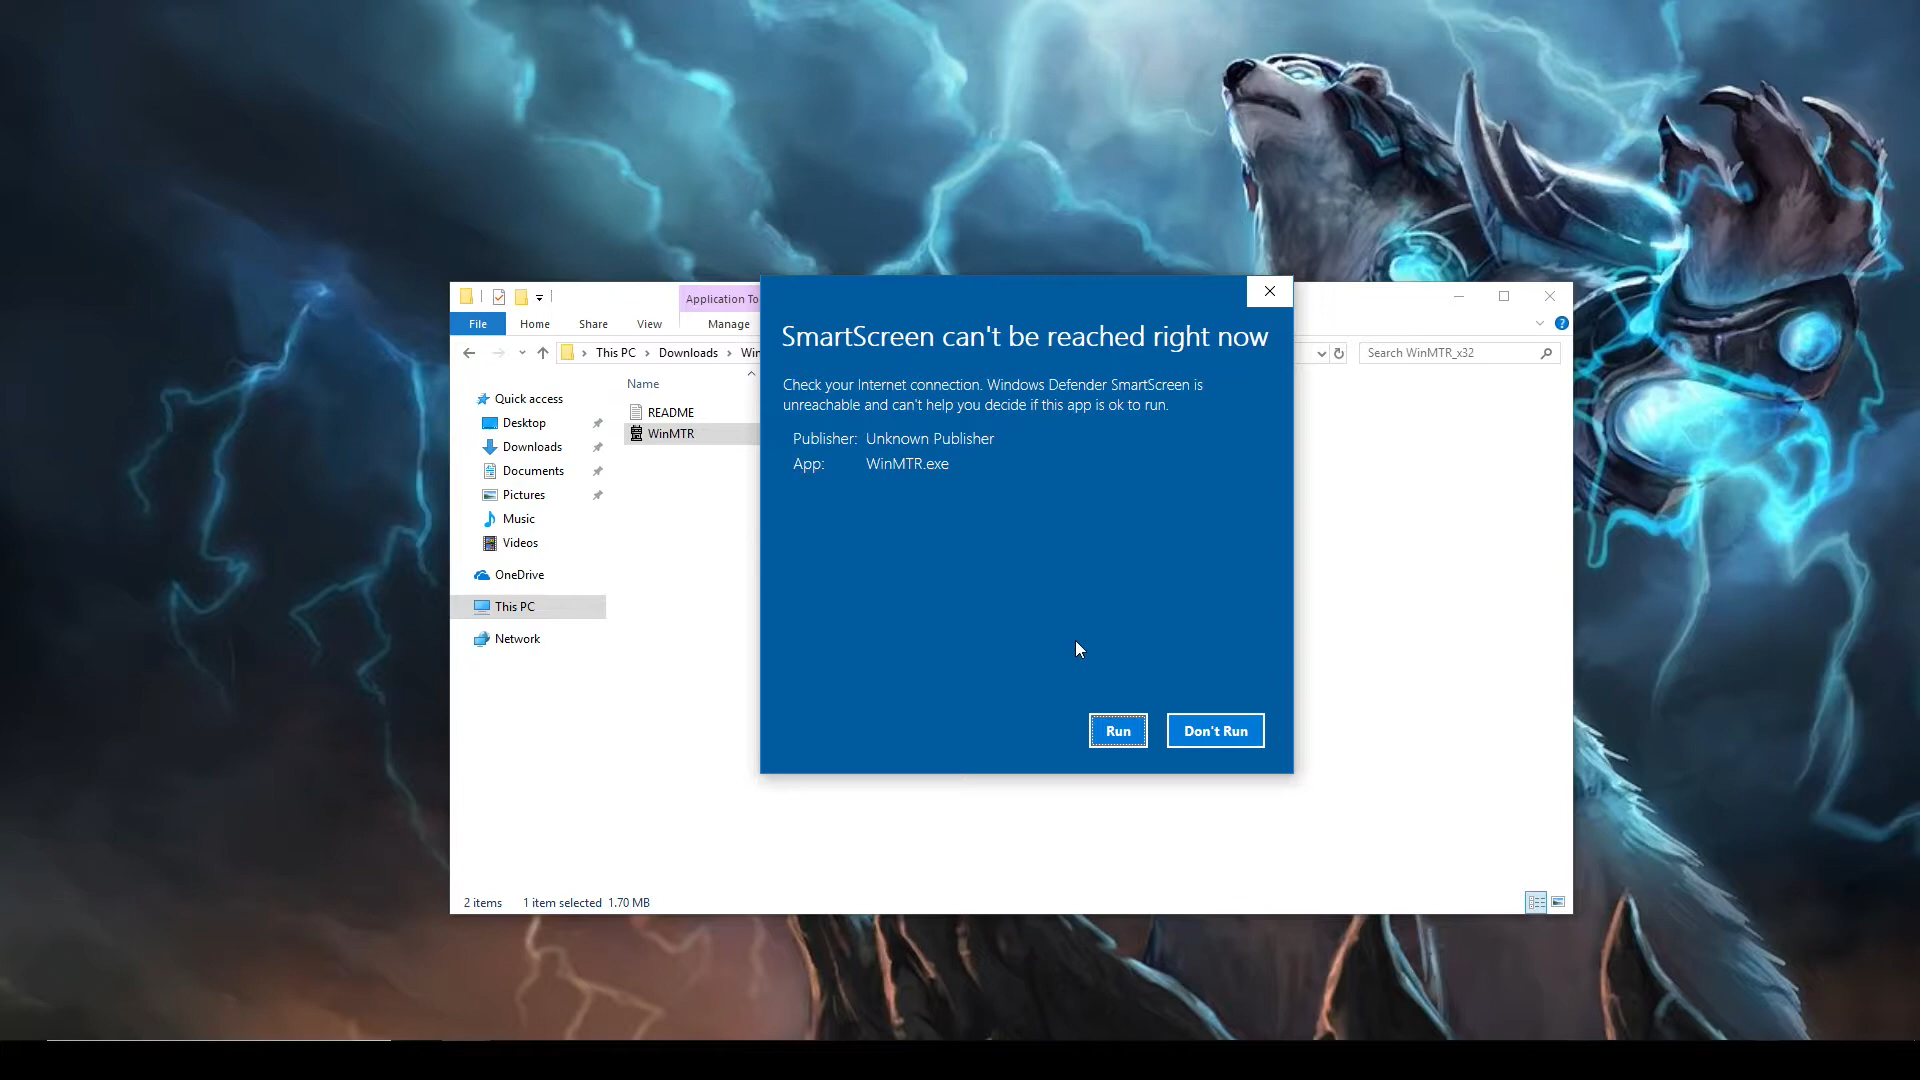 Application To
File
Home
Share
View
Manage
This PC
Downloads
Win
Search WinMTR_x32
Name
README
WinMTR
Quick access
Desktop
Downloads
Documents
Pictures
Music
Videos
OneDrive
This PC
Network
SmartScreen can't be reached right now
Check your Internet connection. Windows Defender SmartScreen is
unreachable and can't help you decide if this app is ok to run.
Publisher: Unknown Publisher
App: WinMTR.exe
Run
Don't Run
2 items
1 item selected 1.70 MB